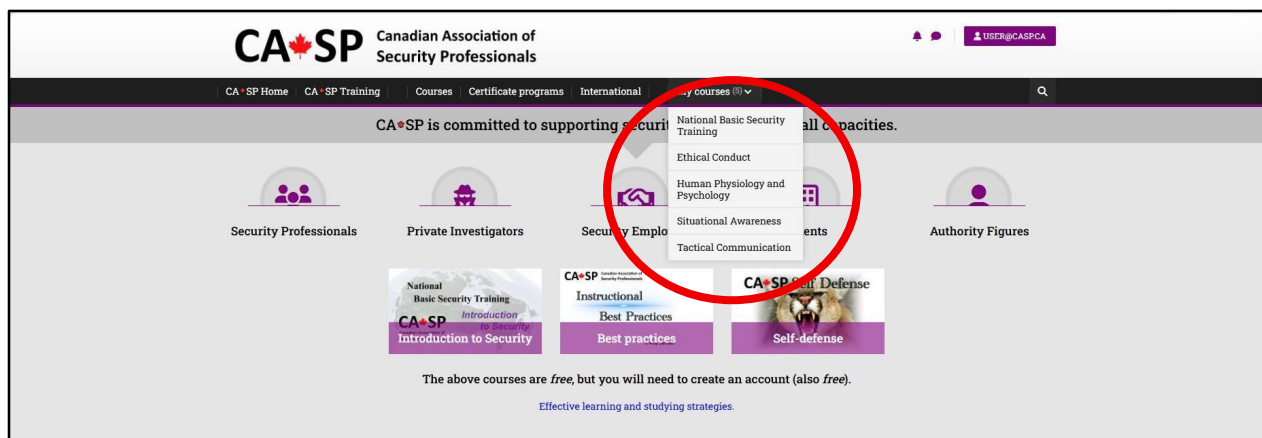 CA SP
Canadian Association of
Security Professionals
USER@CASP.CA
CA SP Home
CA SP Training
Courses
Certificate programs
International
courses (5)
CA SP is committed to supporting
all capacities.
National Basic Security
Training
Ethical Conduct
Human Physiology and
Psychology
Situational Awareness
Tactical Communication
Security Professionals
Private Investigators
Security
Authority Figures
National
Basic Security Training
CA SP
Introduction
to Security
Introduction to Security
CA SP
Canadian Association of
Security Professionals
Instructional
Best Practices
Best practices
CA SP Self Defense
Self-defense
The above courses are free, but you will need to create an account (also free).
Effective learning and studying strategies.